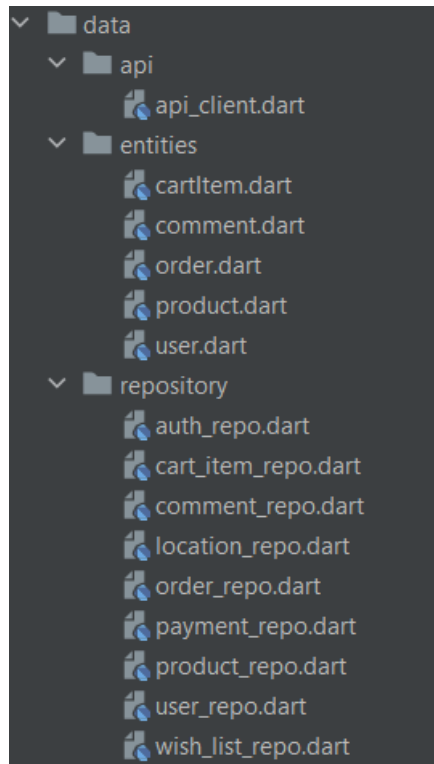 data
api
api_client.dart
entities
cartItem.dart
comment.dart
order.dart
product.dart
user.dart
repository
auth_repo.dart
cart_item_repo.dart
comment_repo.dart
location_repo.dart
order_repo.dart
payment_repo.dart
product_repo.dart
user_repo.dart
wish_list_repo.dart